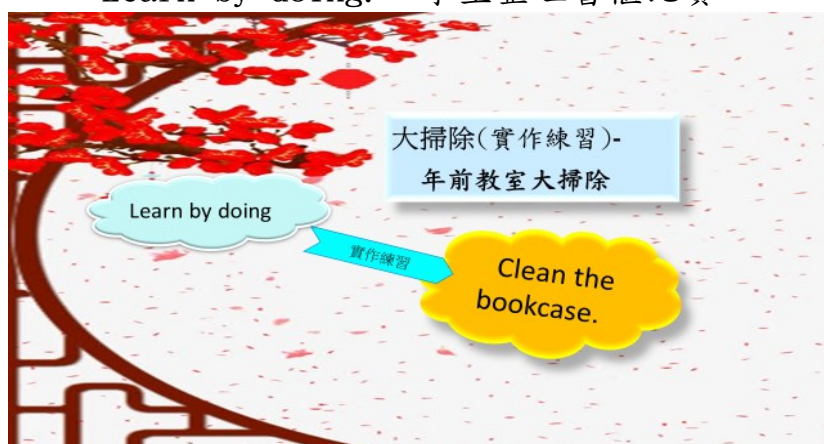 大掃除(實作練習)-
年前教室大掃除
Learn by doing
實作練習
Clean the
bookcase.